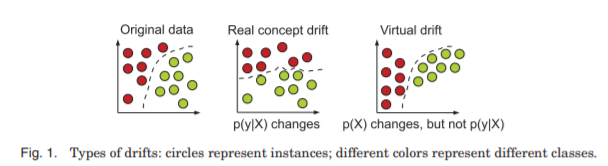 Original data
Real concept drift
Virtual drift
p(y|X) changes
p(X) changes, but not p(y|X)
Fig. 1. Types of drifts: circles represent instances; different colors represent different classes.